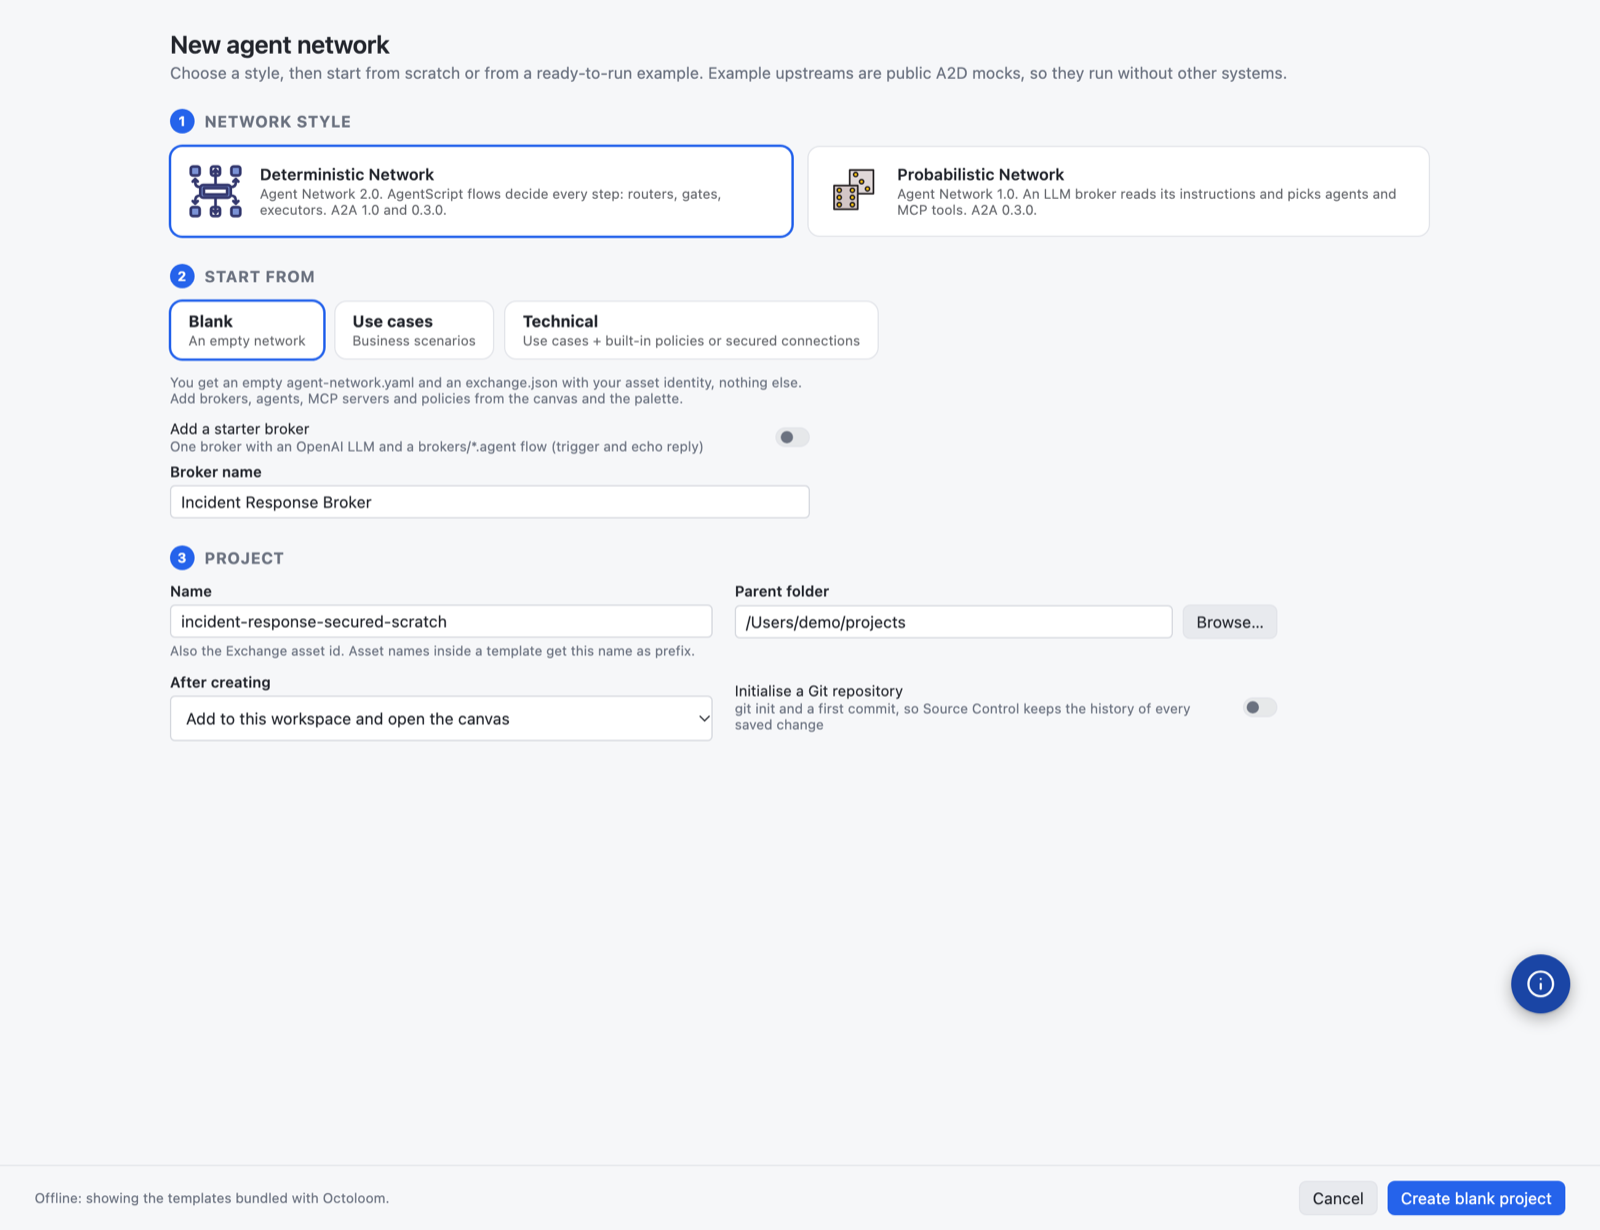 New agent network
Choose a style, then start from scratch or from a ready-to-run example. Example upstreams are public A2D mocks, so they run without other systems.
1 NETWORK STYLE
Deterministic Network
Agent Network 2.0. AgentScript flows decide every step: routers, gates,
executors. A2A 1.0 and 0.3.0.
Probabilistic Network
Agent Network 1.0. An LLM broker reads its instructions and picks agents and
MCP tools. A2A 0.3.0.
2 START FROM
Blank
An empty network
Use cases
Business scenarios
Technical
Use cases + built-in policies or secured connections
You get an empty agent-network.yaml and an exchange.json with your asset identity, nothing else.
Add brokers, agents, MCP servers and policies from the canvas and the palette.
Add a starter broker
One broker with an OpenAI LLM and a brokers/*.agent flow (trigger and echo reply)
Broker name
Incident Response Broker
3 PROJECT
Name
incident-response-secured-scratch
Also the Exchange asset id. Asset names inside a template get this name as prefix.
Parent folder
/Users/demo/projects
Browse...
After creating
Add to this workspace and open the canvas
Initialise a Git repository
git init and a first commit, so Source Control keeps the history of every
saved change
Offline: showing the templates bundled with Octoloom.
Cancel
Create blank project